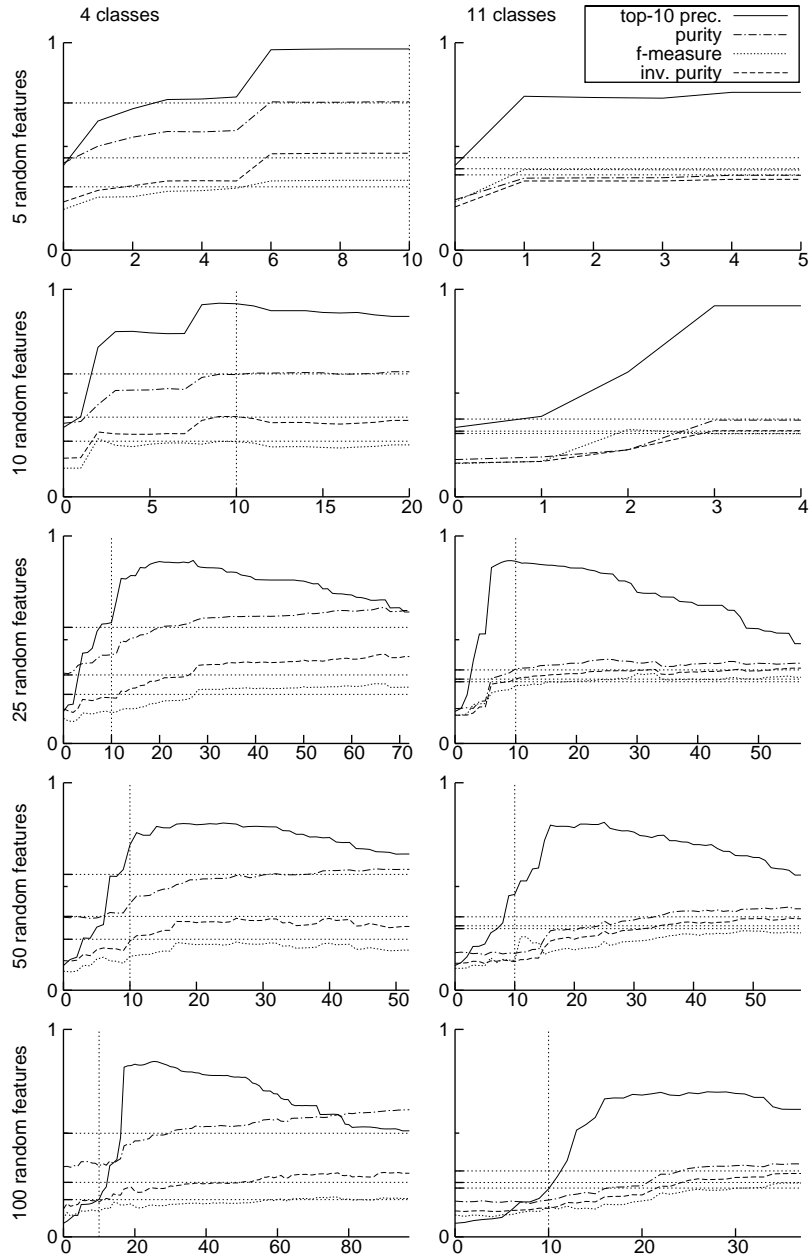 4 classes
11 classes
top-10 prec.
purity
f-measure
inv. purity
5 random features
1
0
0 2 4 6 8 10
1
0
0 1 2 3 4 5
10 random features
1
0
0 5 10 15 20
1
0
0 1 2 3 4
25 random features
1
0
0 10 20 30 40 50 60 70
1
0
0 10 20 30 40 50
50 random features
1
0
0 10 20 30 40 50
1
0
0 10 20 30 40 50
100 random features
1
0
0 20 40 60 80
1
0
0 10 20 30